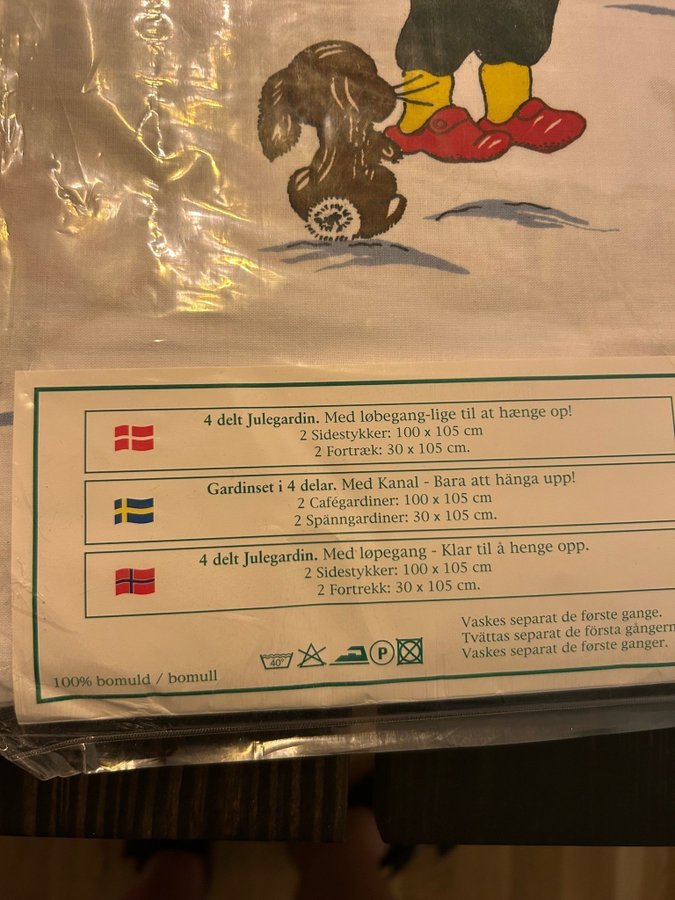 4 delt Julegardin. Med løbegang-lige til at hænge op!
2 Sidestykker: 100 x 105 cm
2 Fortræk: 30 x 105 cm.
Gardinset i 4 delar. Med Kanal - Bara att hänga upp!
2 Cafégardiner: 100 x 105 cm
2 Spänngardiner: 30 x 105 cm.
4 delt Julegardin. Med løpegang - Klar til å henge opp.
2 Sidestykker: 100 x 105 cm
2 Fortrekk: 30 x 105 cm.
Vaskes separat de første gange.
Tvättas separat de första gångern
Vaskes separat de første ganger.
40° P
100% bomuld / bomull